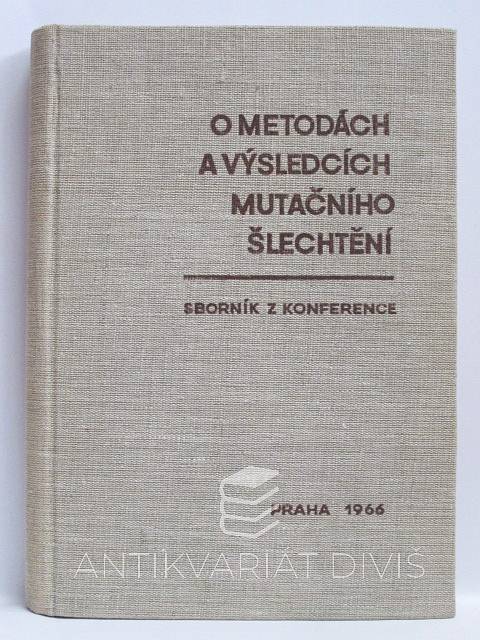 O METODÁCH
A VÝSLEDCÍCH
MUTAČNÍHO
ŠLECHTĚNÍ
SBORNÍK Z KONFERENCE
PRAHA 1966
ANTIKVARIÁT DIVIŠ